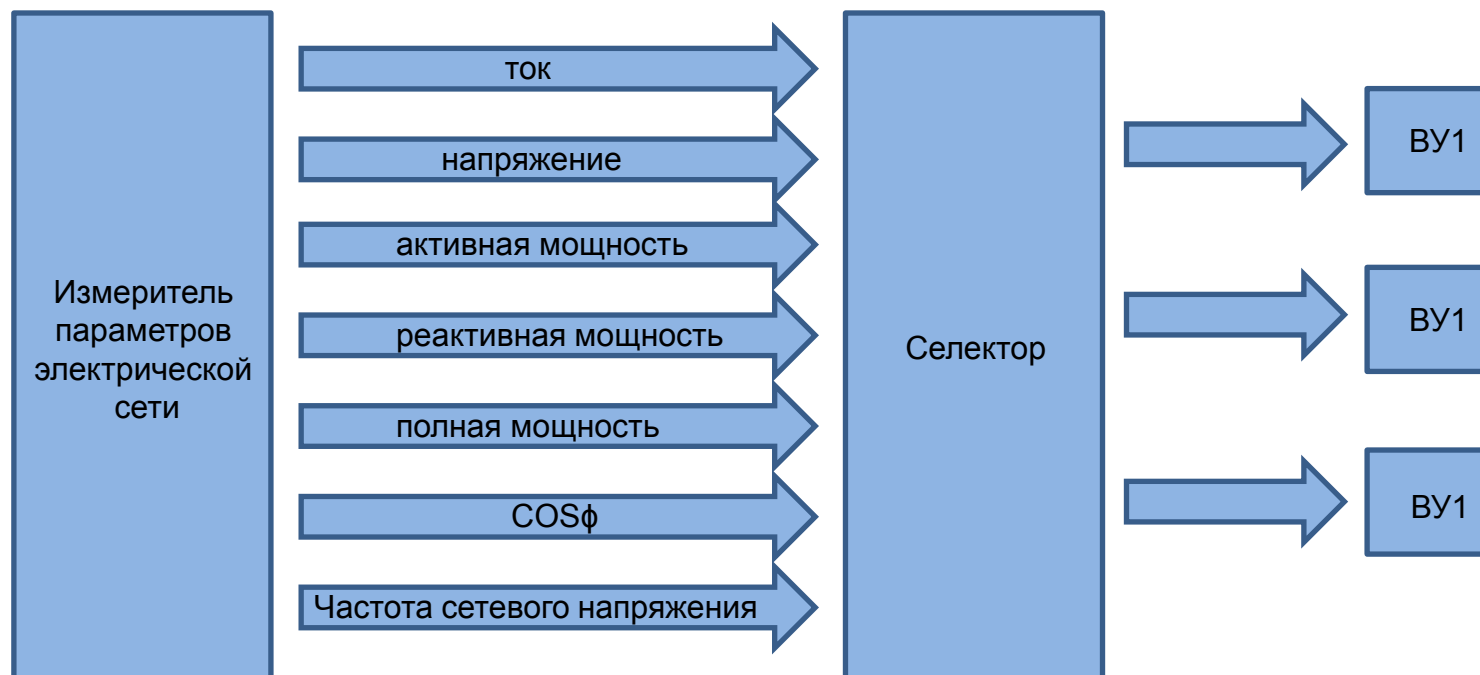 Измеритель
параметров
электрической
сети
ток
напряжение
активная мощность
реактивная мощность
полная мощность
COSϕ
Частота сетевого напряжения
Селектор
ВУ1
ВУ1
ВУ1